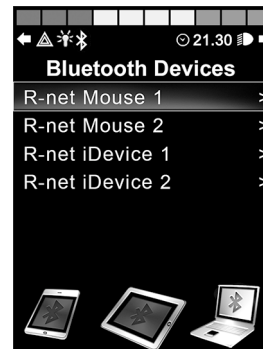 21.30
Bluetooth Devices
R-net Mouse 1 >
R-net Mouse 2 >
R-net iDevice 1 >
R-net iDevice 2 >